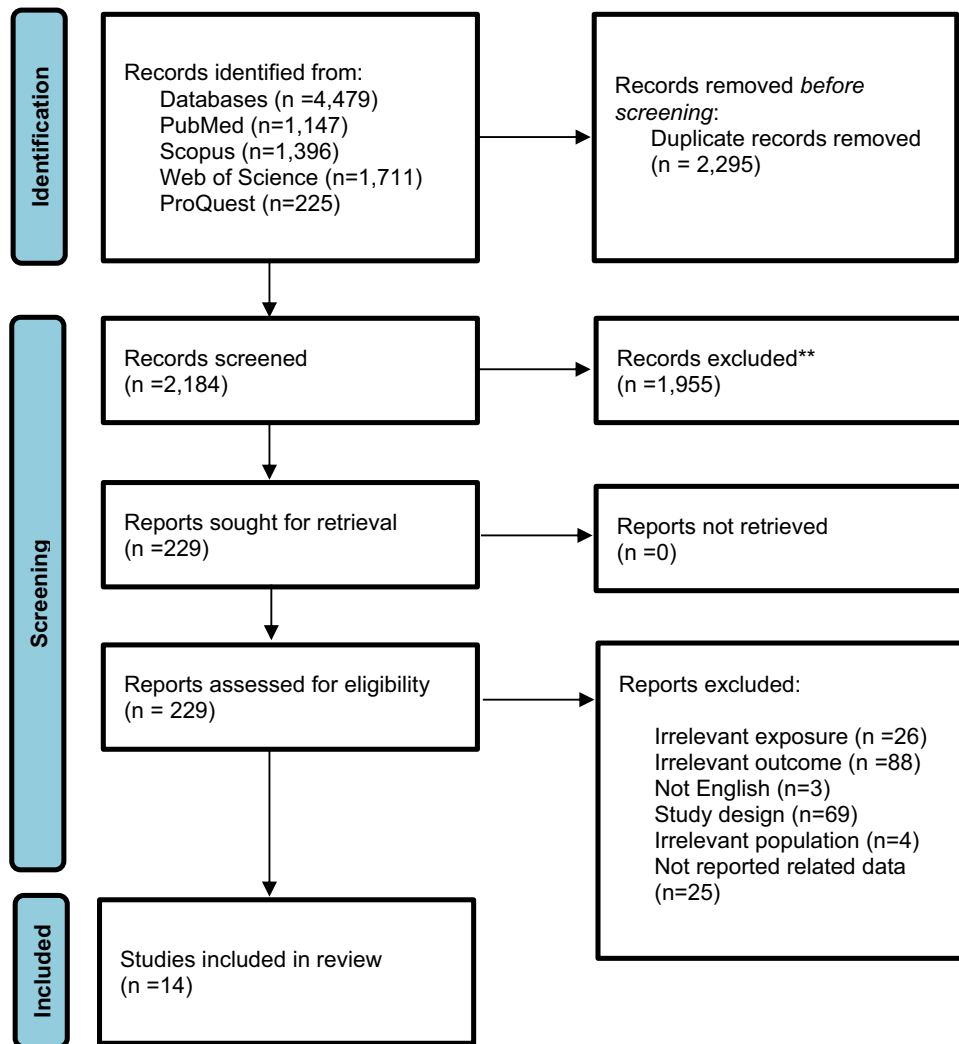 Identification
Records identified from:
Databases (n =4,479)
PubMed (n=1,147)
Scopus (n=1,396)
Web of Science (n=1,711)
ProQuest (n=225)
Records removed before
screening:
Duplicate records removed
(n = 2,295)
Screening
Records screened
(n =2,184)
Records excluded**
(n =1,955)
Reports sought for retrieval
(n =229)
Reports not retrieved
(n =0)
Reports assessed for eligibility
(n = 229)
Reports excluded:
Irrelevant exposure (n =26)
Irrelevant outcome (n =88)
Not English (n=3)
Study design (n=69)
Irrelevant population (n=4)
Not reported related data
(n=25)
Included
Studies included in review
(n =14)